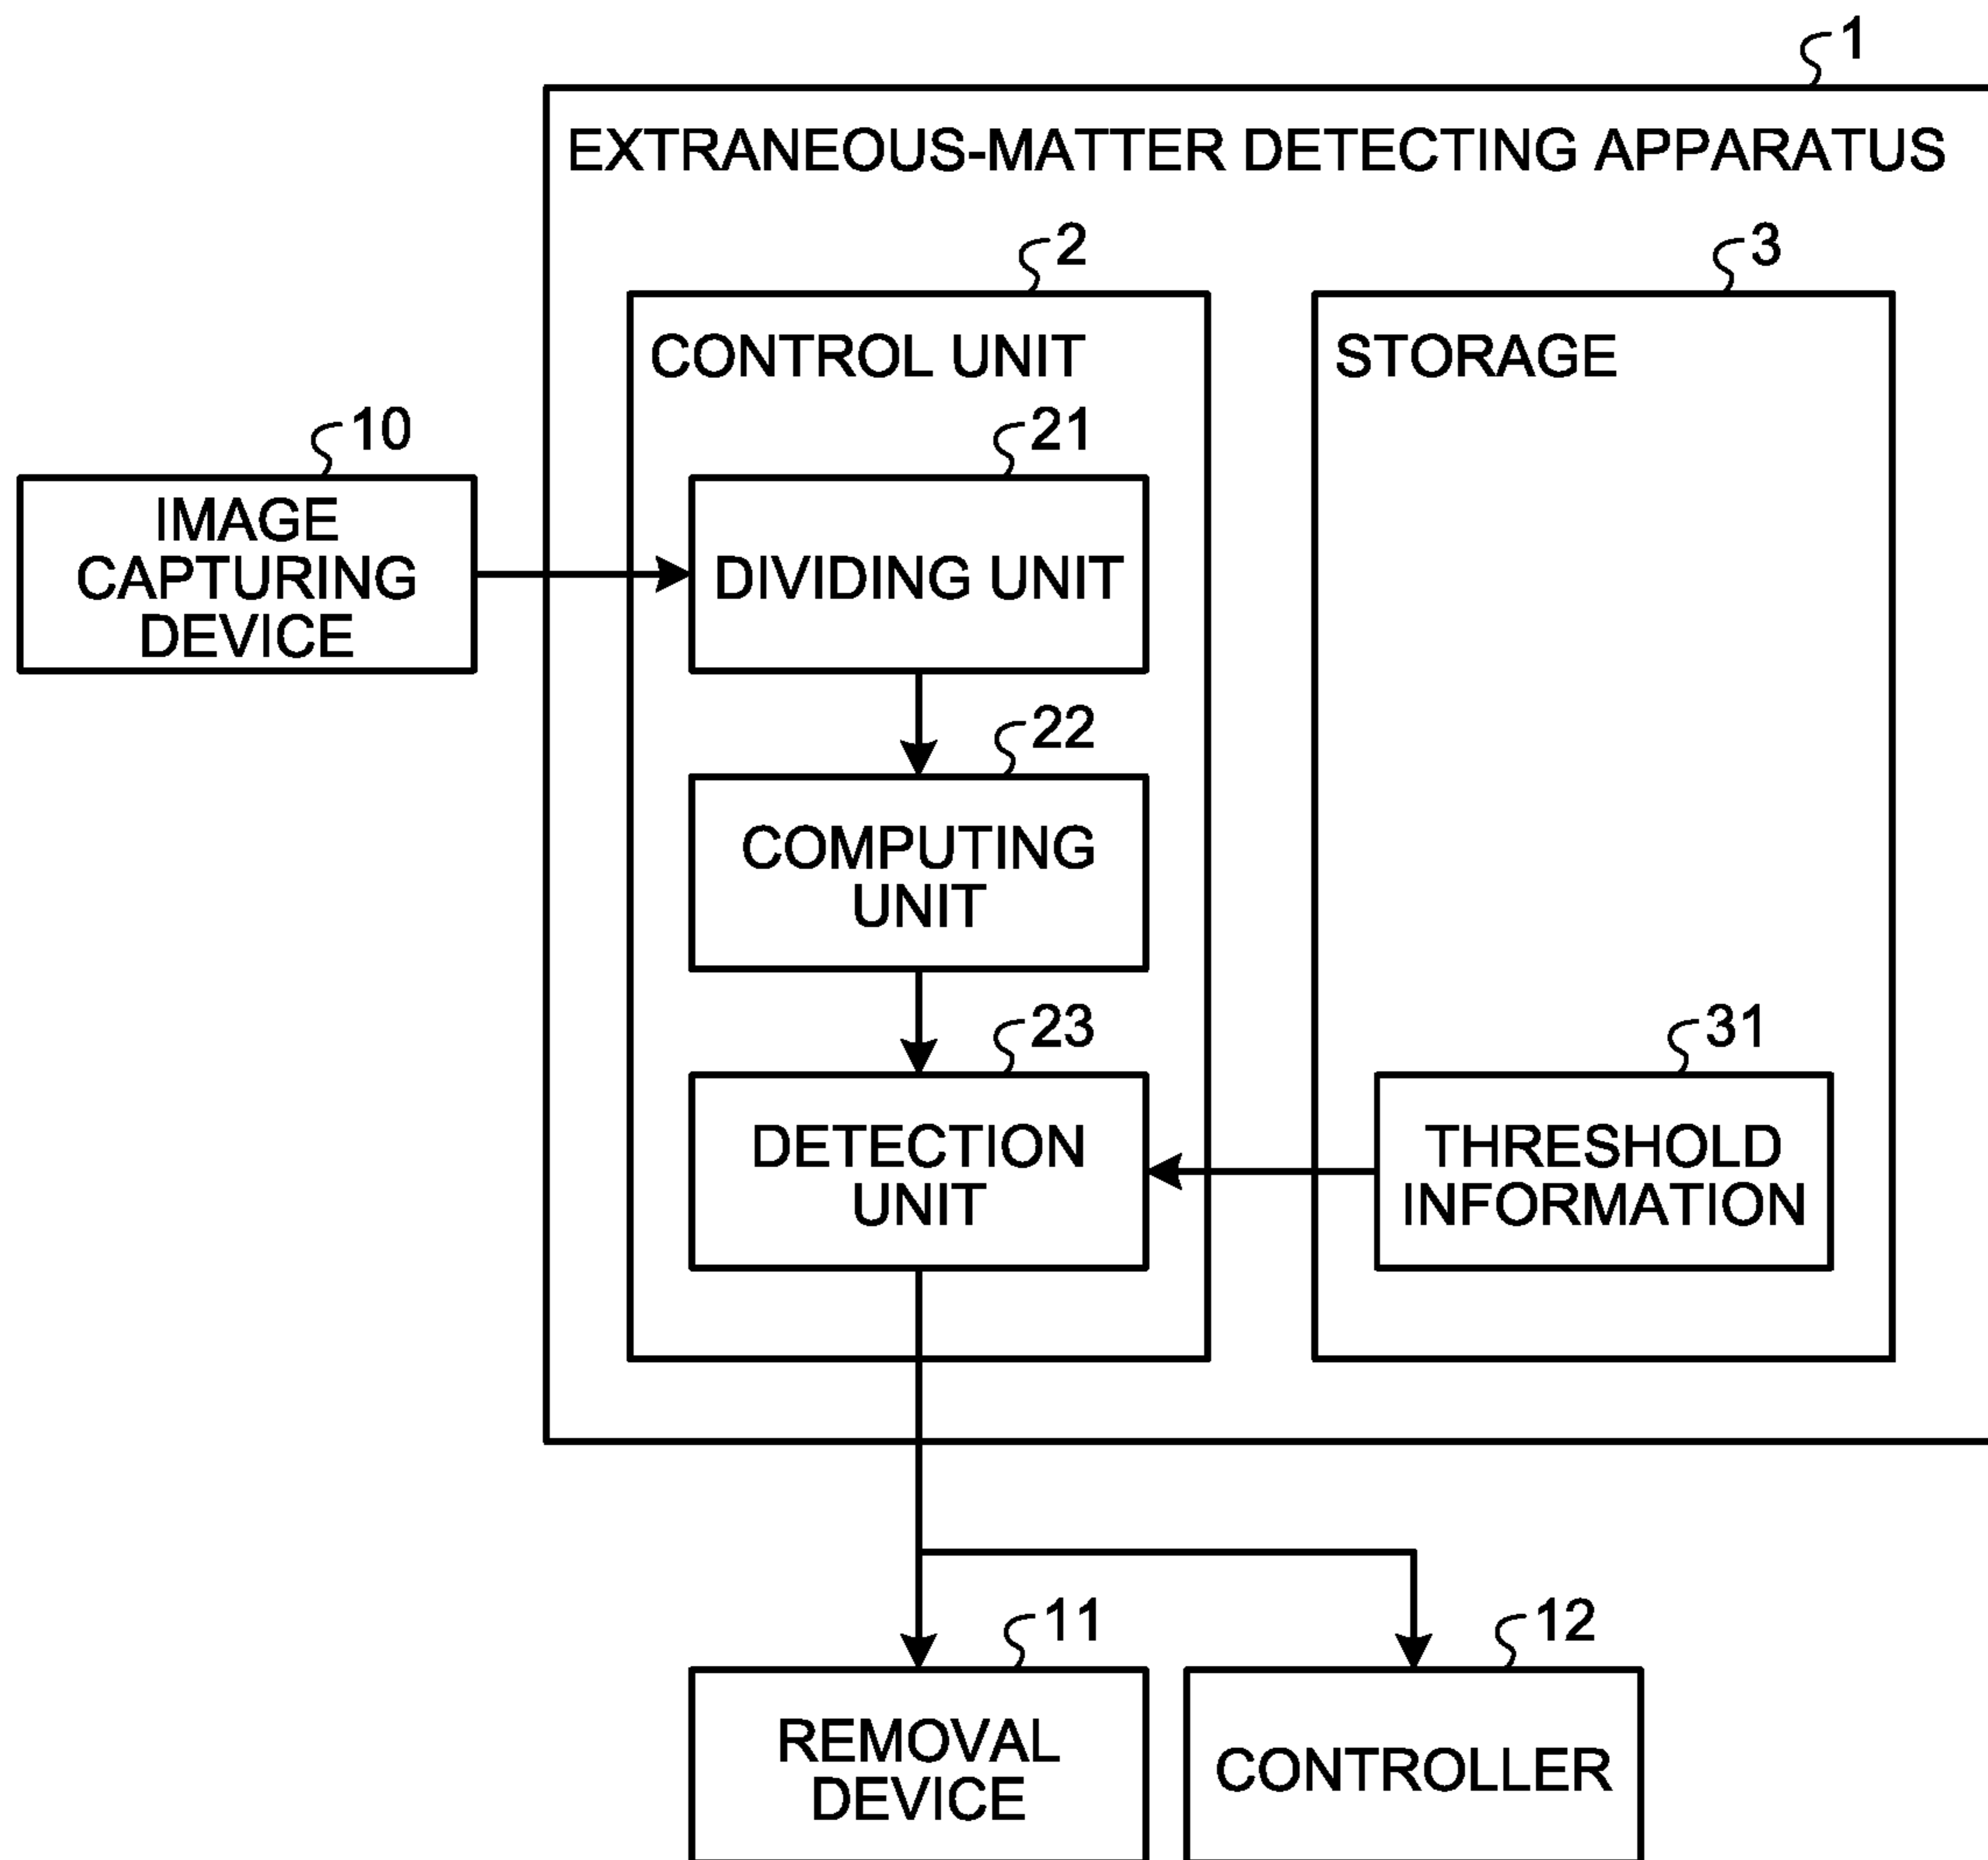 1
EXTRANEOUS-MATTER DETECTING APPARATUS
2
3
CONTROL UNIT
STORAGE
10
21
IMAGE
CAPTURING
DEVICE
DIVIDING UNIT
22
COMPUTING
UNIT
23
31
DETECTION
UNIT
THRESHOLD
INFORMATION
11
12
REMOVAL
DEVICE
CONTROLLER